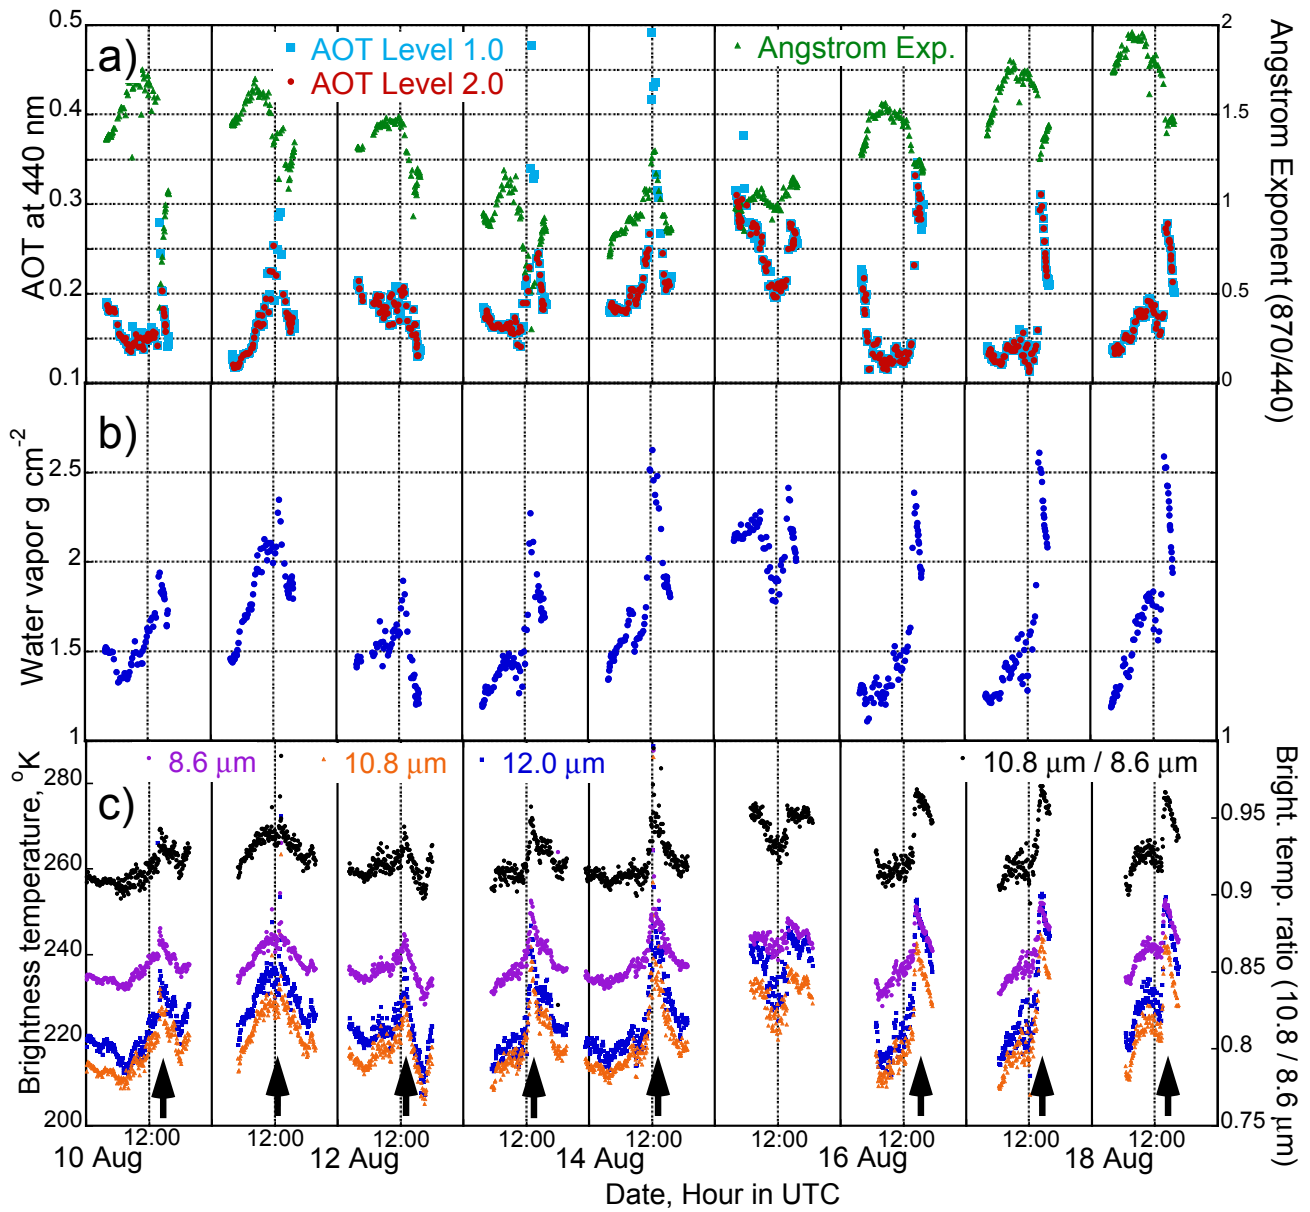 0.5
0.4
0.3
0.2
0.1
AOT at 440 nm
a)
AOT Level 1.0
AOT Level 2.0
Angstrom Exp.
2
1.5
1
0.5
0
Angstrom Exponent (870/440)
b)
2.5
2
1.5
1
Water vapor g cm⁻²
1
8.6 μm
10.8 μm
12.0 μm
10.8 μm / 8.6 μm
c)
280
260
240
220
200
Brightness temperature, °K
0.95
0.9
0.85
0.8
0.75
Bright. temp. ratio (10.8 / 8.6 μm)
12:00 12:00 12:00 12:00 12:00 12:00 12:00 12:00 12:00
10 Aug 12 Aug 14 Aug 16 Aug 18 Aug
Date, Hour in UTC